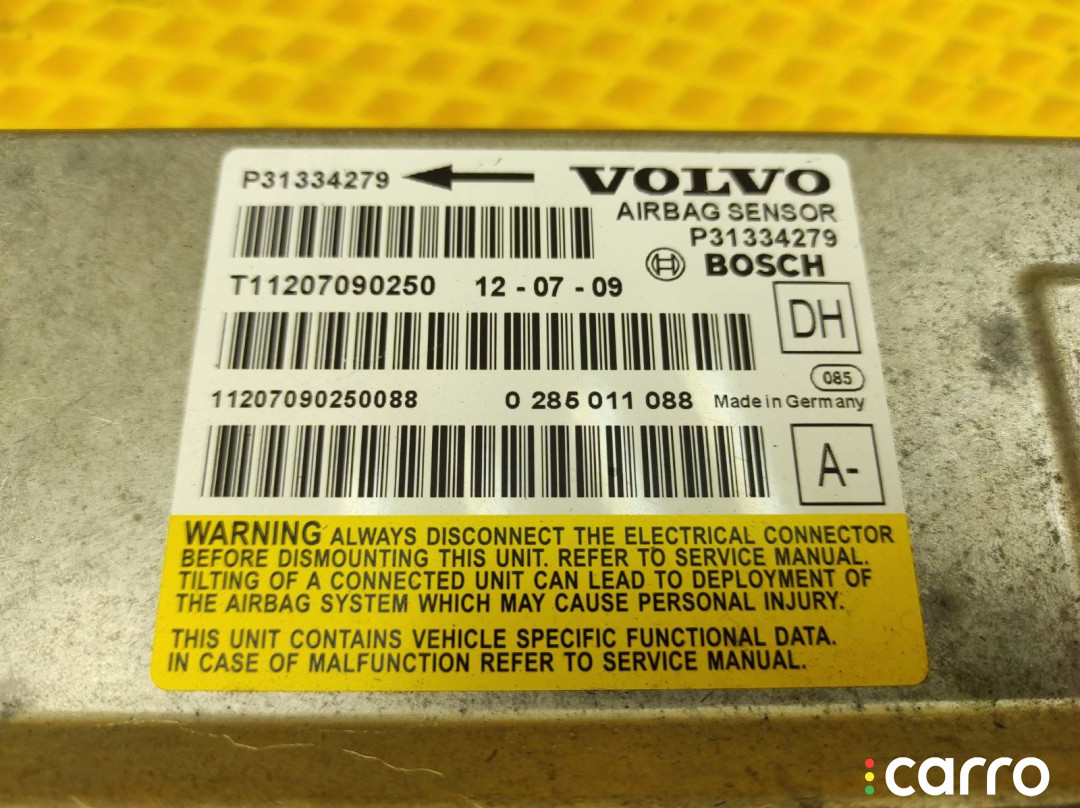 P31334279 VOLVO
AIRBAG SENSOR
P31334279
BOSCH
T11207090250 12 - 07 - 09
DH
085
11207090250088 0 285 011 088 Made in Germany
A-
WARNING ALWAYS DISCONNECT THE ELECTRICAL CONNECTOR
BEFORE DISMOUNTING THIS UNIT. REFER TO SERVICE MANUAL.
TILTING OF A CONNECTED UNIT CAN LEAD TO DEPLOYMENT OF
THE AIRBAG SYSTEM WHICH MAY CAUSE PERSONAL INJURY.
THIS UNIT CONTAINS VEHICLE SPECIFIC FUNCTIONAL DATA.
IN CASE OF MALFUNCTION REFER TO SERVICE MANUAL.
carro